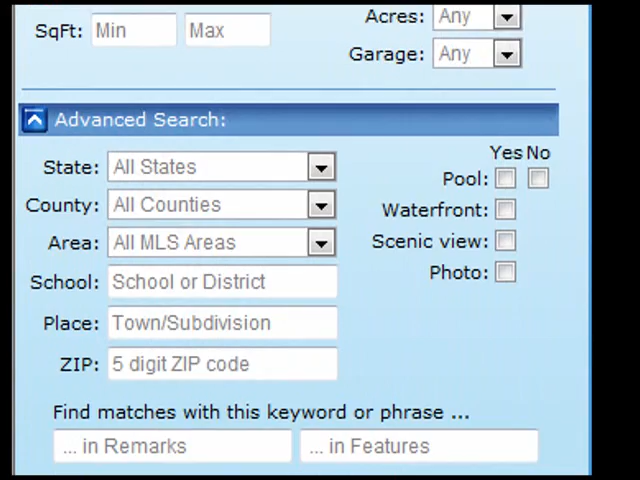 SqFt: Min Max Acres: Any
Garage: Any
Advanced Search:
Yes No
State: All States Pool:
County: All Counties Waterfront:
Area: All MLS Areas Scenic view:
School: School or District Photo:
Place: Town/Subdivision
ZIP: 5 digit ZIP code
Find matches with this keyword or phrase ...
... in Remarks ... in Features